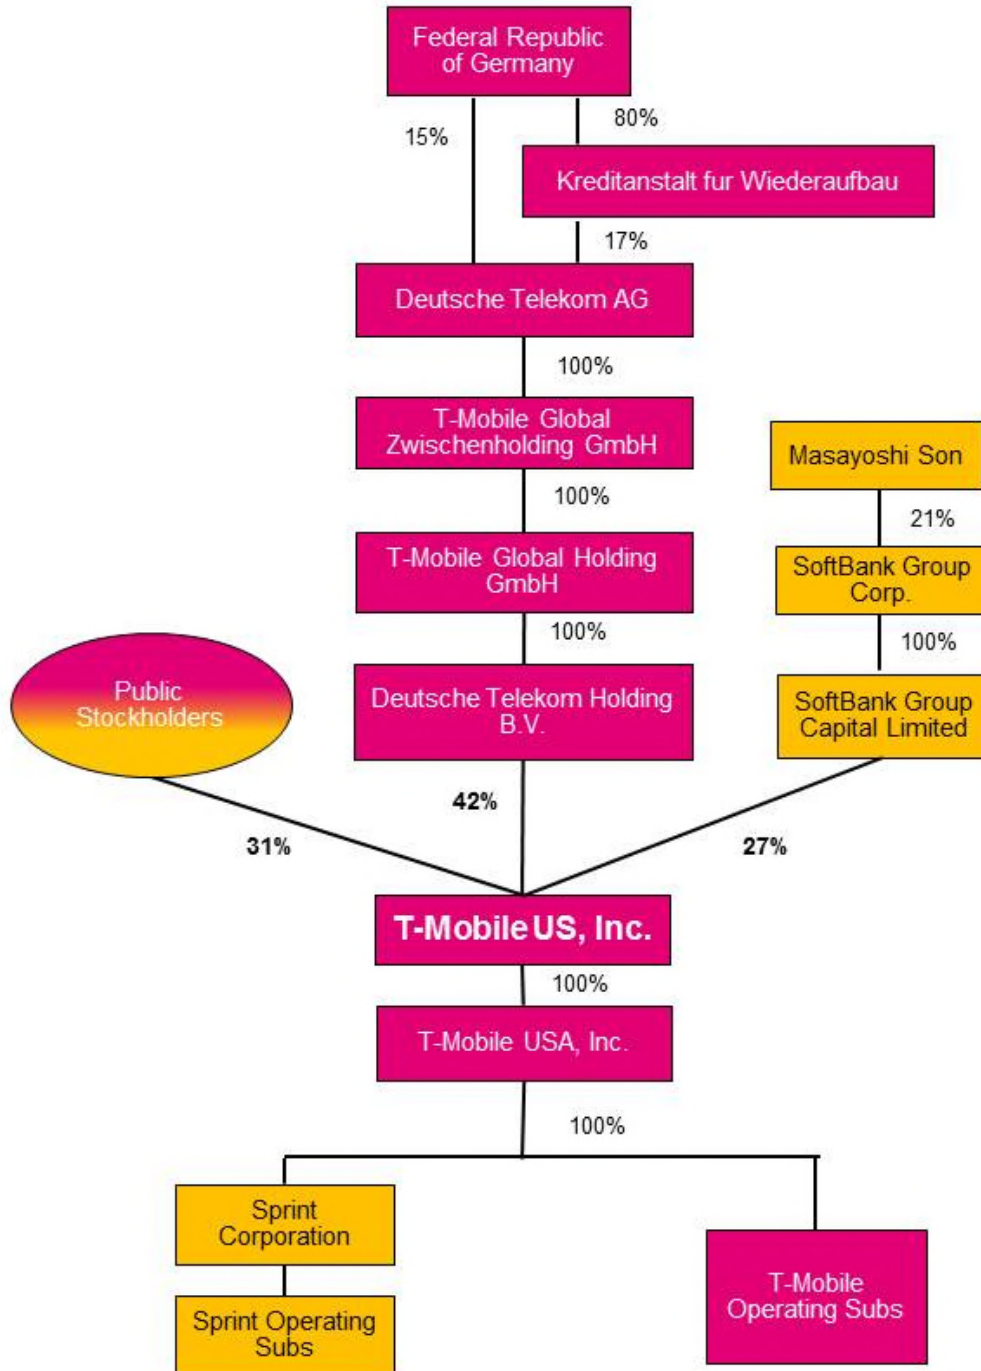 Federal Republic
of Germany
15%
80%
Kreditanstalt fur Wiederaufbau
17%
Deutsche Telekom AG
100%
T-Mobile Global
Zwischenholding GmbH
Masayoshi Son
100%
21%
T-Mobile Global Holding
GmbH
SoftBank Group
Corp.
100%
100%
Public
Stockholders
Deutsche Telekom Holding
B.V.
SoftBank Group
Capital Limited
31%
42%
27%
T-Mobile US, Inc.
100%
T-Mobile USA, Inc.
100%
Sprint
Corporation
Sprint Operating
Subs
T-Mobile
Operating Subs